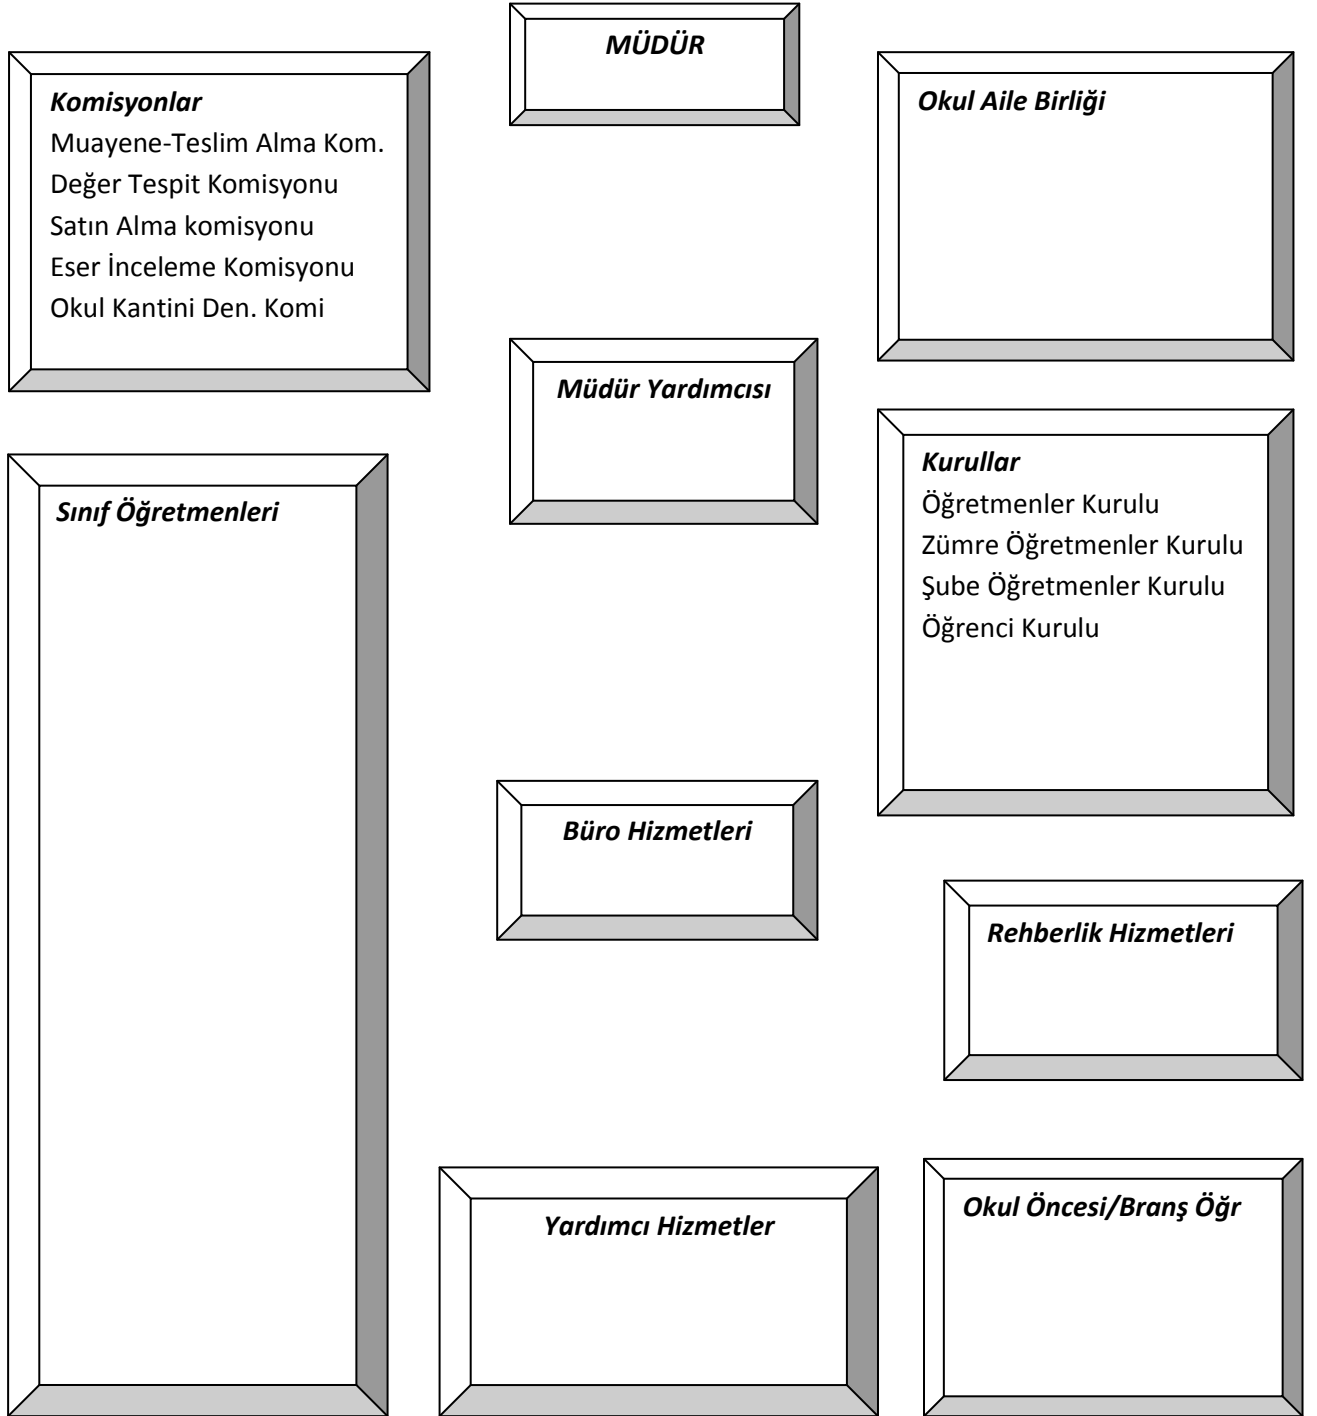 MÜDÜR
Komisyonlar
Muayene-Teslim Alma Kom.
Değer Tespit Komisyonu
Satın Alma komisyonu
Eser İnceleme Komisyonu
Okul Kantini Den. Komi
Okul Aile Birliği
Müdür Yardımcısı
Kurullar
Öğretmenler Kurulu
Zümre Öğretmenler Kurulu
Şube Öğretmenler Kurulu
Öğrenci Kurulu
Sınıf Öğretmenleri
Büro Hizmetleri
Rehberlik Hizmetleri
Yardımcı Hizmetler
Okul Öncesi/Branş Öğr